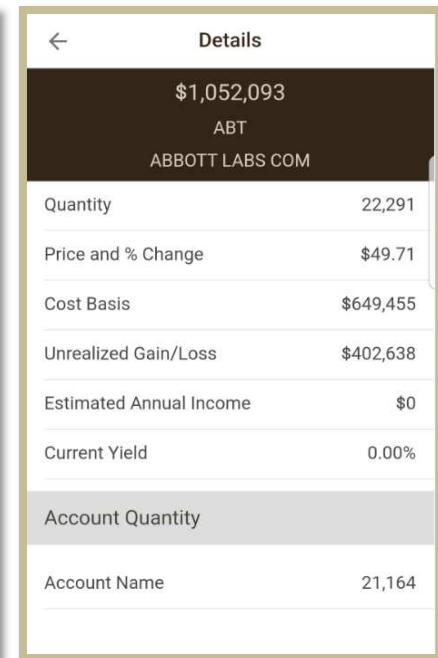 Details
$1,052,093
ABT
ABBOTT LABS COM
Quantity 22,291
Price and % Change $49.71
Cost Basis $649,455
Unrealized Gain/Loss $402,638
Estimated Annual Income $0
Current Yield 0.00%
Account Quantity
Account Name 21,164